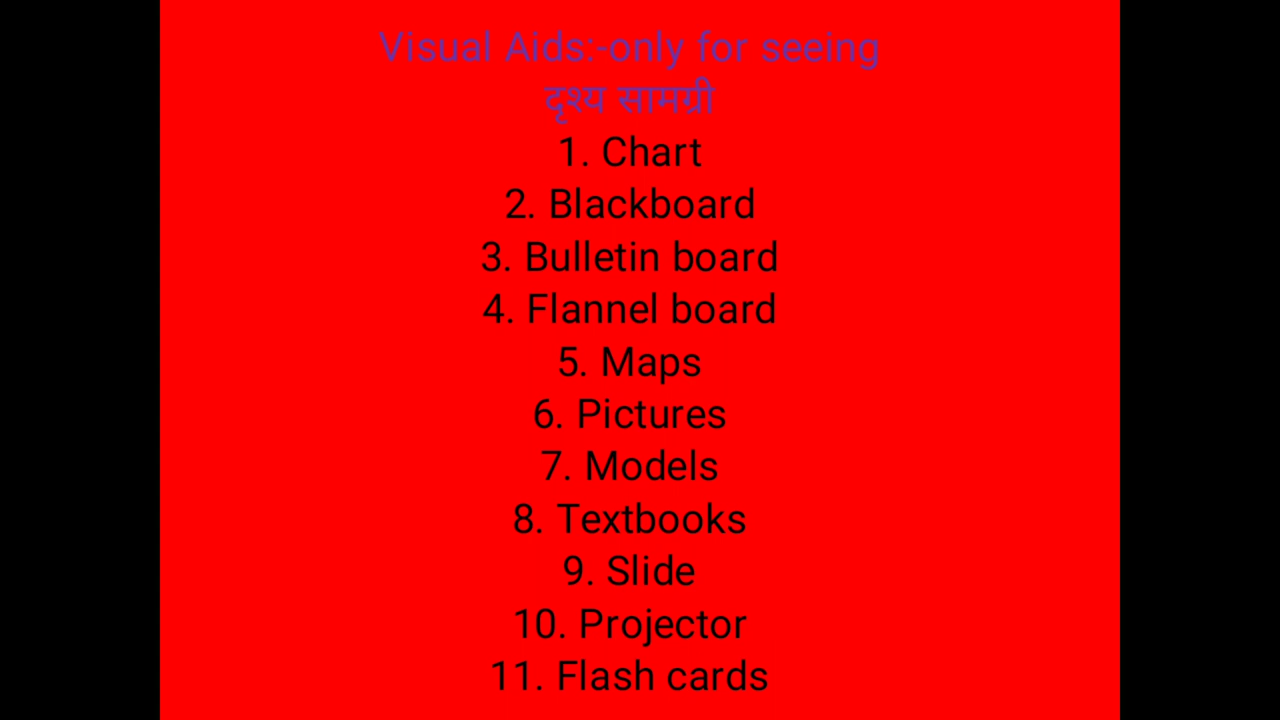 Visual Aids:-only for seeing
दृश्य सामग्री
1. Chart
2. Blackboard
3. Bulletin board
4. Flannel board
5. Maps
6. Pictures
7. Models
8. Textbooks
9. Slide
10. Projector
11. Flash cards